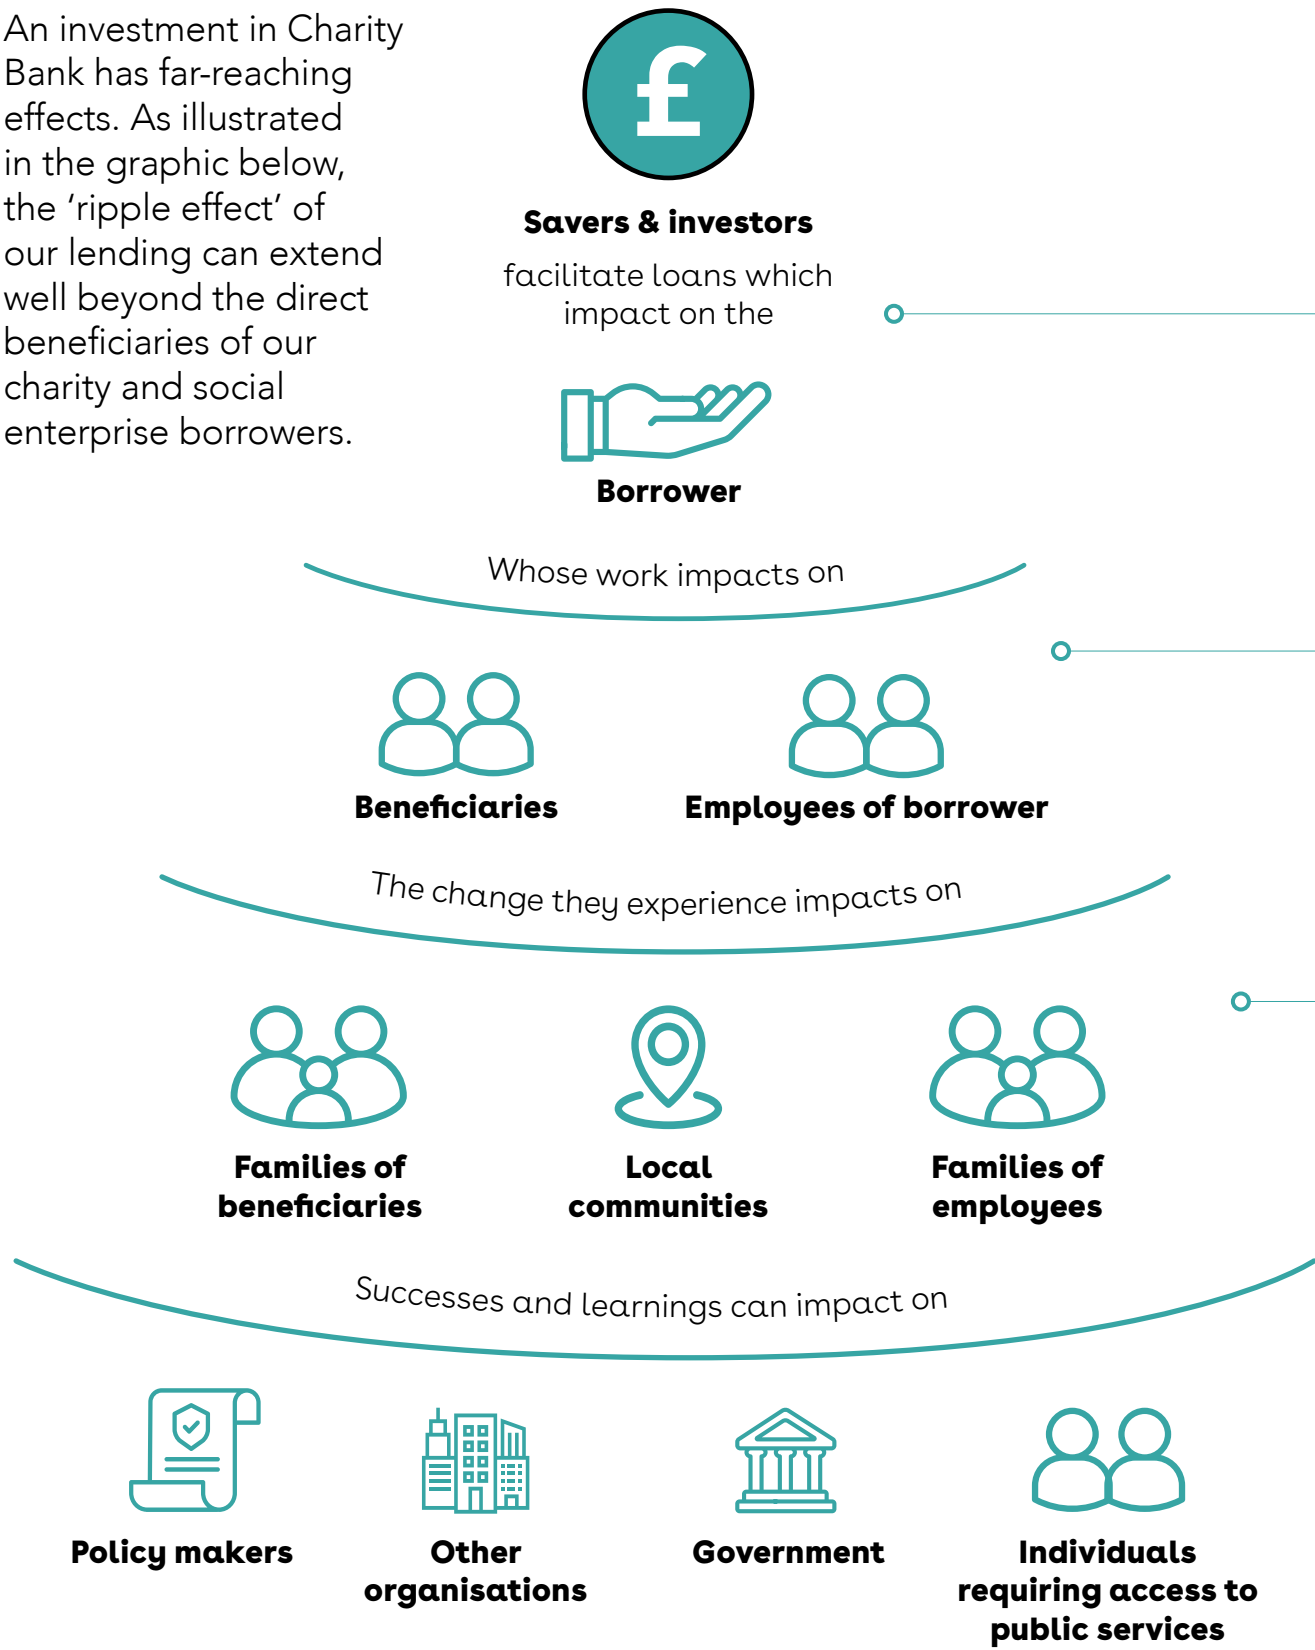 An investment in Charity
Bank has far-reaching
effects. As illustrated
in the graphic below,
the ‘ripple effect’ of
our lending can extend
well beyond the direct
beneficiaries of our
charity and social
enterprise borrowers.
£
Savers & investors
facilitate loans which
impact on the
Borrower
Whose work impacts on
Beneficiaries
Employees of borrower
The change they experience impacts on
Families of
beneficiaries
Local
communities
Families of
employees
Successes and learnings can impact on
Policy makers
Other
organisations
Government
Individuals
requiring access to
public services